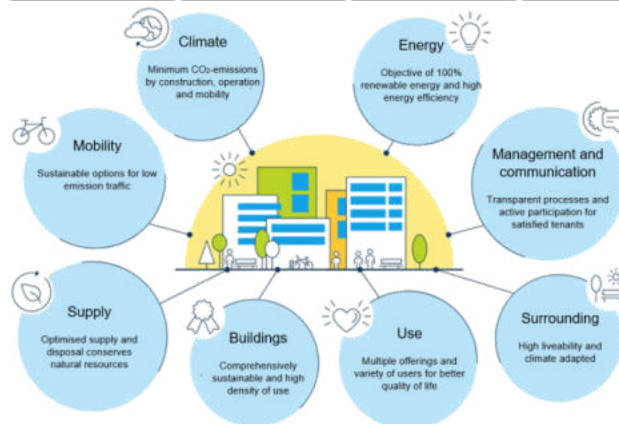 Climate
Minimum CO₂-emissions
by construction, operation
and mobility
Energy
Objective of 100%
renewable energy and high
energy efficiency
Mobility
Sustainable options for low
emission traffic
Management and
communication
Transparent processes and
active participation for
satisfied tenants
Supply
Optimised supply and
disposal conserves
natural resources
Buildings
Comprehensively
sustainable and high
density of use
Use
Multiple offerings and
variety of users for better
quality of life
Surrounding
High liveability and
climate adapted